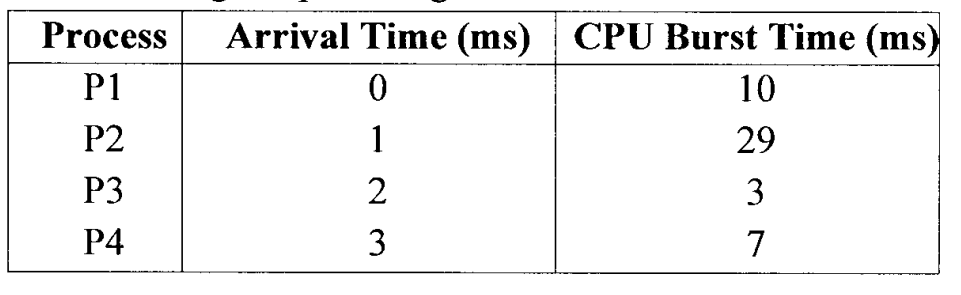 Process Arrival Time (ms) CPU Burst Time (ms)
P1 0 10
P2 1 29
P3 2 3
P4 3 7